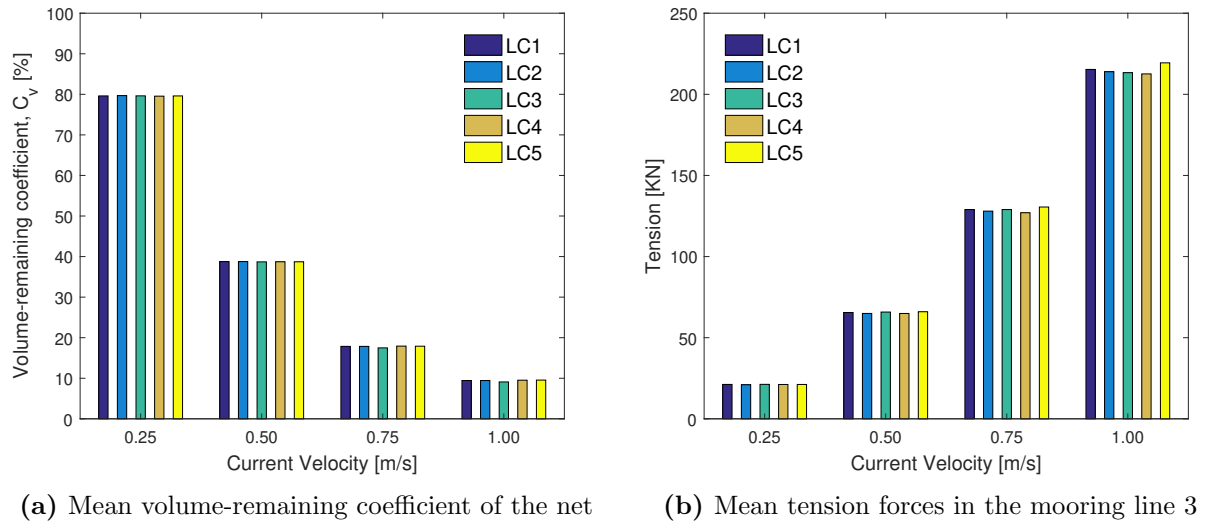 100
90
80
70
60
50
40
30
20
10
0
Volume-remaining coefficient, C_v [%]
LC1
LC2
LC3
LC4
LC5
0.25 0.50 0.75 1.00
Current Velocity [m/s]
(a) Mean volume-remaining coefficient of the net
250
200
150
100
50
0
Tension [KN]
LC1
LC2
LC3
LC4
LC5
0.25 0.50 0.75 1.00
Current Velocity [m/s]
(b) Mean tension forces in the mooring line 3